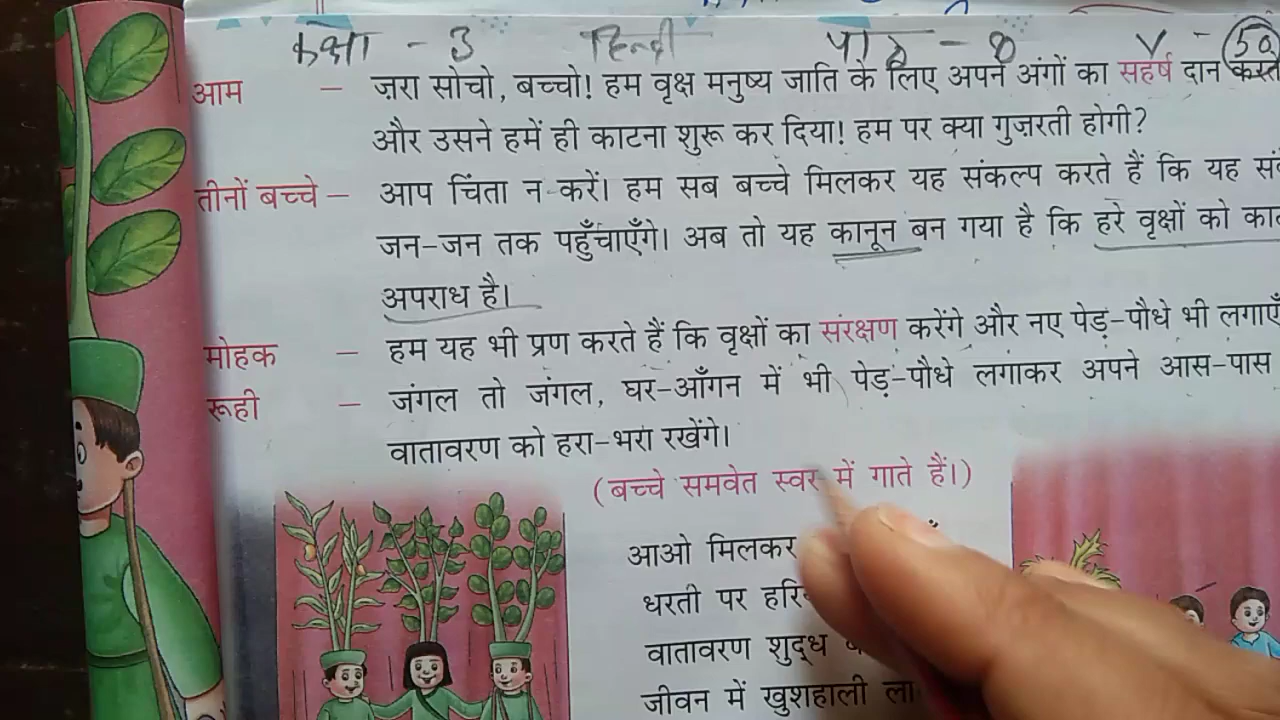 कक्षा - 3 हिन्दी पाठ - 8 V - 50
आम – ज़रा सोचो, बच्चो! हम वृक्ष मनुष्य जाति के लिए अपने अंगों का सहर्ष दान करते
और उसने हमें ही काटना शुरू कर दिया! हम पर क्या गुज़रती होगी?
तीनों बच्चे – आप चिंता न करें। हम सब बच्चे मिलकर यह संकल्प करते हैं कि यह
जन-जन तक पहुँचाएँगे। अब तो यह कानून बन गया है कि हरे वृक्षों को
अपराध है।
मोहक – हम यह भी प्रण करते हैं कि वृक्षों का संरक्षण करेंगे और नए पेड़-पौधे भी
रूही – जंगल तो जंगल, घर-आँगन में भी पेड़-पौधे लगाकर अपने आस-पास
वातावरण को हरा-भरा रखेंगे।
(बच्चे समवेत स्वर में गाते हैं।)
आओ मिलकर
धरती पर
वातावरण शुद्ध
जीवन में खुशहाली